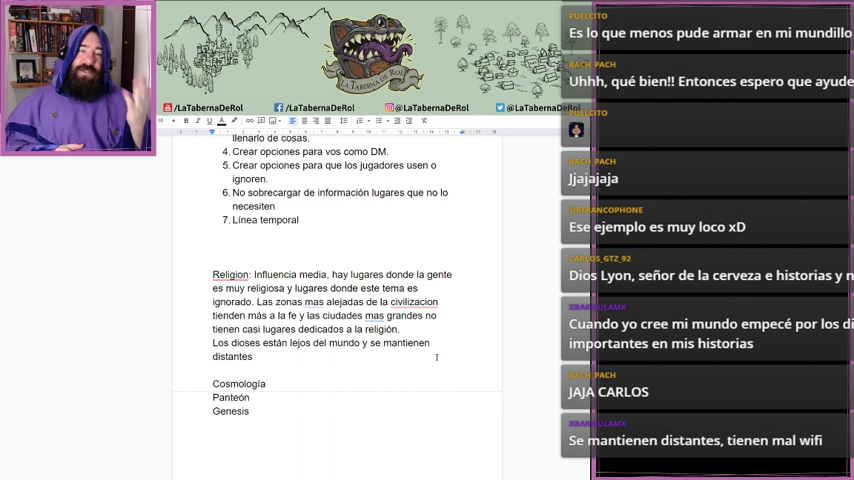 LA TABERNA DE ROL
/LaTabernaDeRol
/LaTabernaDeRol
@LaTabernaDeRol
@LaTabernaDeRol
llenarlo de cosas.
4. Crear opciones para vos como DM.
5. Crear opciones para que los jugadores usen o
ignoren.
6. No sobrecargar de información lugares que no lo
necesiten
7. Línea temporal
Religion: Influencia media, hay lugares donde la gente
es muy religiosa y lugares donde este tema es
ignorado. Las zonas mas alejadas de la civilizacion
tienden más a la fe y las ciudades mas grandes no
tienen casi lugares dedicados a la religión.
Los dioses están lejos del mundo y se mantienen
distantes
Cosmología
Panteón
Genesis
PUELCITO
Es lo que menos pude armar en mi mundillo
BACH_PACH
Uhhh, qué bien!! Entonces espero que ayude
PUELCITO
BACH_PACH
Jjajajaja
SIRFRANCOPHONE
Ese ejemplo es muy loco xD
CARLOS_GTZ_92
Dios Lyon, señor de la cerveza e historias y n
Cuando yo cree mi mundo empecé por los di
importantes en mis historias
BACH_PACH
JAJA CARLOS
Se mantienen distantes, tienen mal wifi